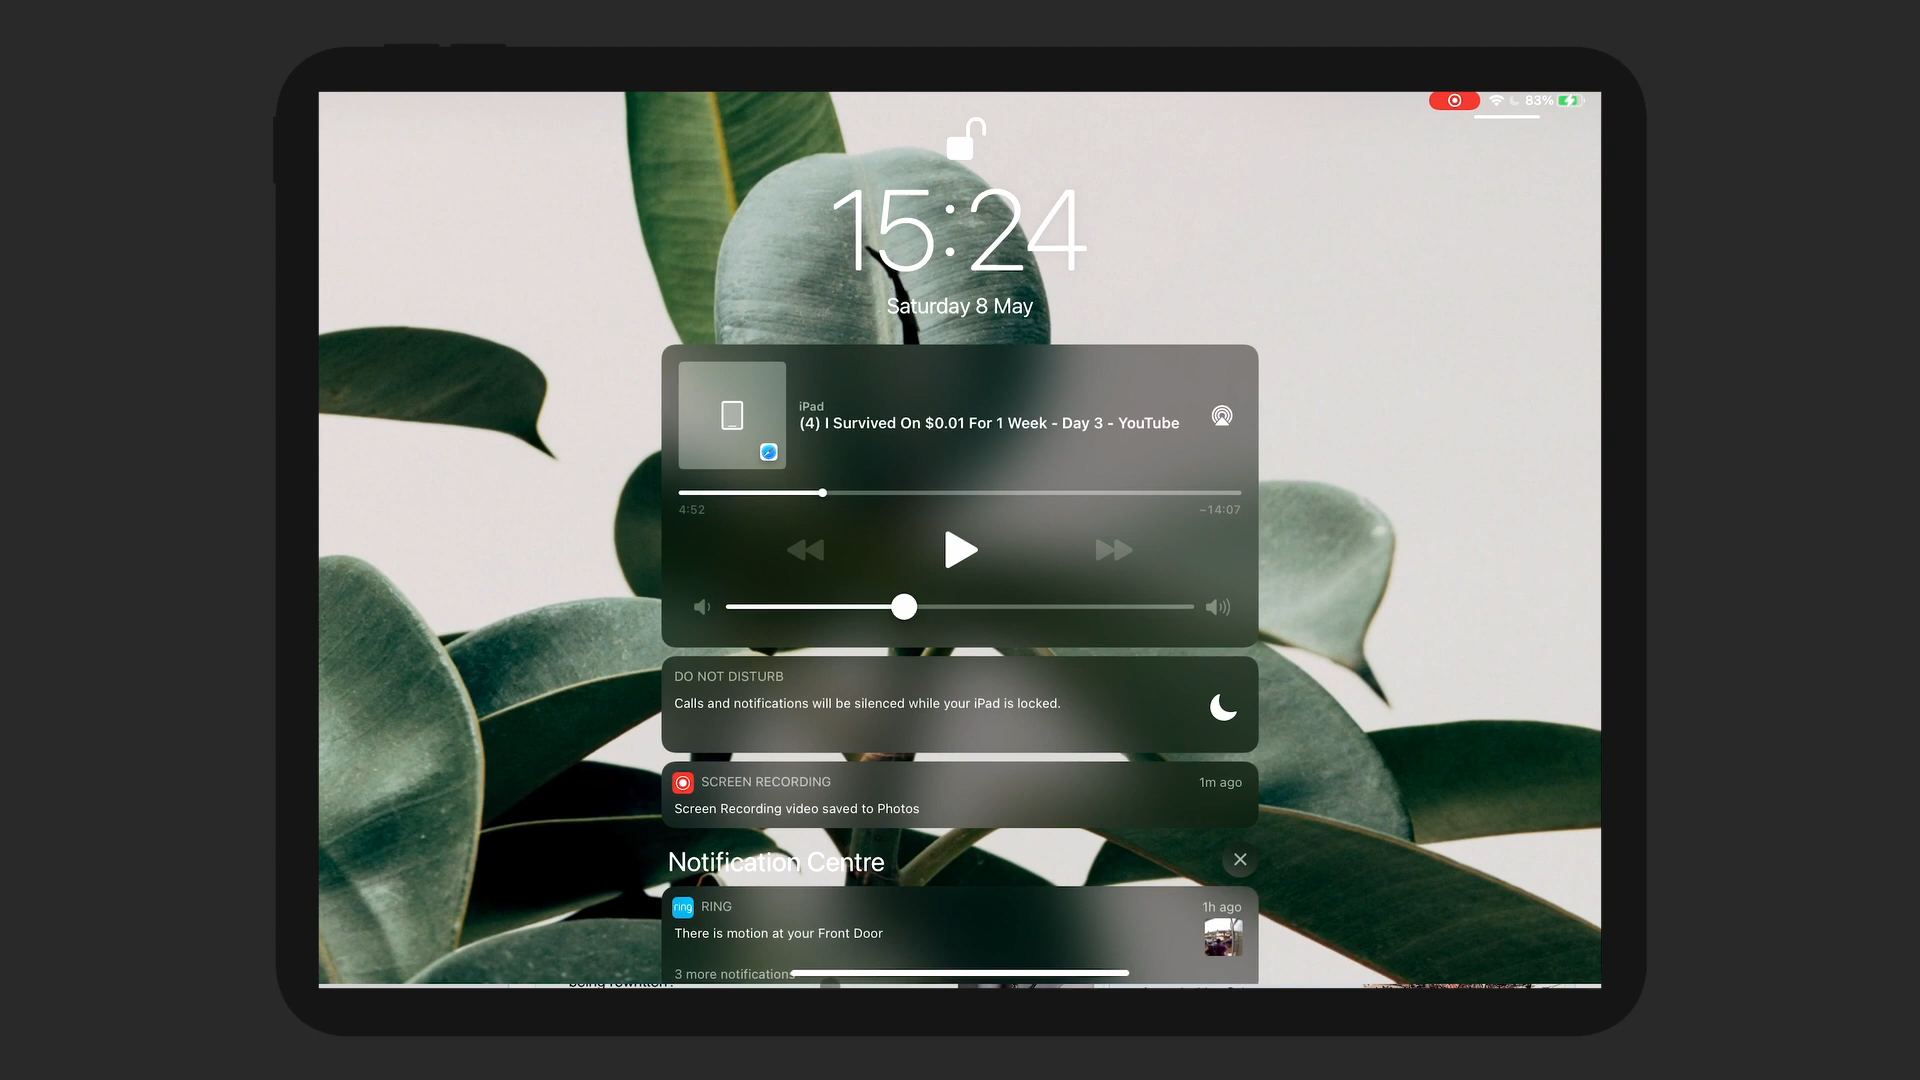 83%
15:24
Saturday 8 May
iPad
(4) I Survived On $0.01 For 1 Week - Day 3 - YouTube
4:52
-14:07
DO NOT DISTURB
Calls and notifications will be silenced while your iPad is locked.
SCREEN RECORDING
1m ago
Screen Recording video saved to Photos
Notification Centre
ring
RING
1h ago
There is motion at your Front Door
3 more notifications
being rewritten?